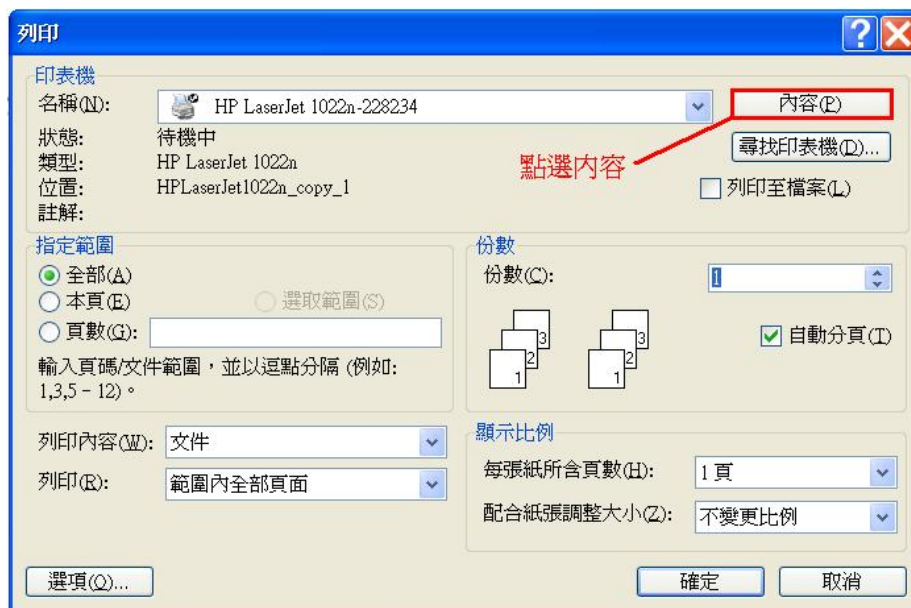 列印
印表機
名稱(N): HP LaserJet 1022n-228234 內容(P)
狀態: 待機中
類型: HP LaserJet 1022n
位置: HPLaserJet1022n_copy_1
註解:
點選內容
尋找印表機(D)...
列印至檔案(L)
指定範圍
全部(A)
本頁(E) 選取範圍(S)
頁數(G):
輸入頁碼/文件範圍，並以逗點分隔 (例如:
1,3,5－12)。
份數
份數(C): 1
1 2 3 1 2 3
自動分頁(T)
列印內容(W): 文件
列印(R): 範圍內全部頁面
顯示比例
每張紙所含頁數(H): 1 頁
配合紙張調整大小(Z): 不變更比例
選項(O)... 確定 取消